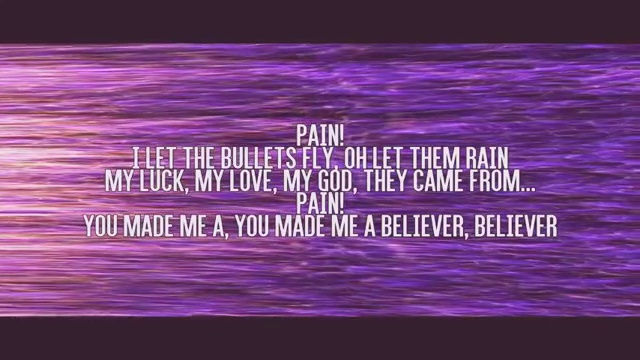 PAIN!
I LET THE BULLETS FLY, OH LET THEM RAIN
MY LUCK, MY LOVE, MY GOD, THEY CAME FROM...
PAIN!
YOU MADE ME A, YOU MADE ME A BELIEVER, BELIEVER